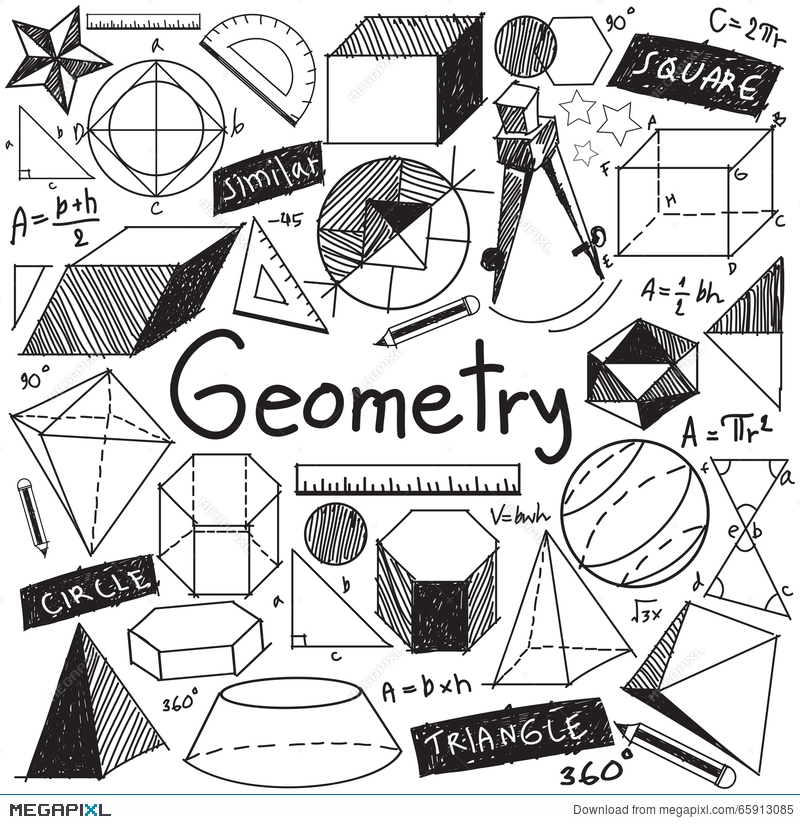 C=2πr
90°
SQUARE
a
D
b
c
a
b
c
similar
A B
F G
H
C
E
D
A = b+h
2
-45
A = 1/2 bh
90°
Geometry
A = πr²
V=bwh
f a
e b
d c
CIRCLE
a
b
c
√3x
360°
A = b×h
TRIANGLE
360°
MEGAPIXL
Download from megapixl.com/65913085